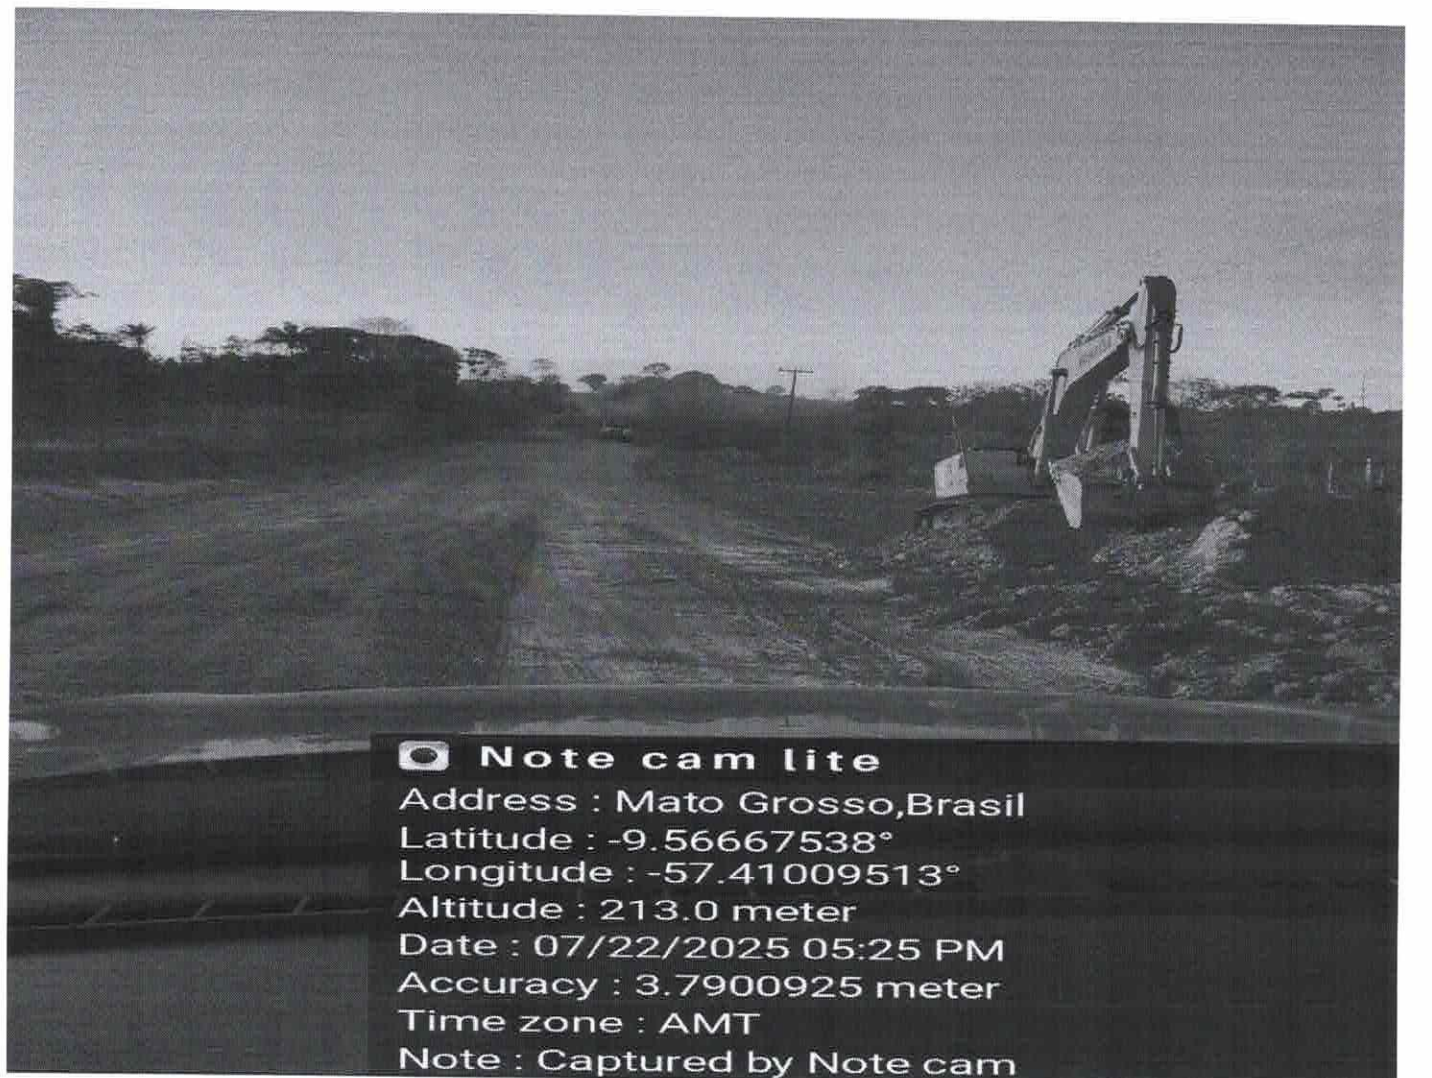 Note cam lite
Address : Mato Grosso,Brasil
Latitude : -9.56667538°
Longitude : -57.41009513°
Altitude : 213.0 meter
Date : 07/22/2025 05:25 PM
Accuracy : 3.7900925 meter
Time zone : AMT
Note : Captured by Note cam